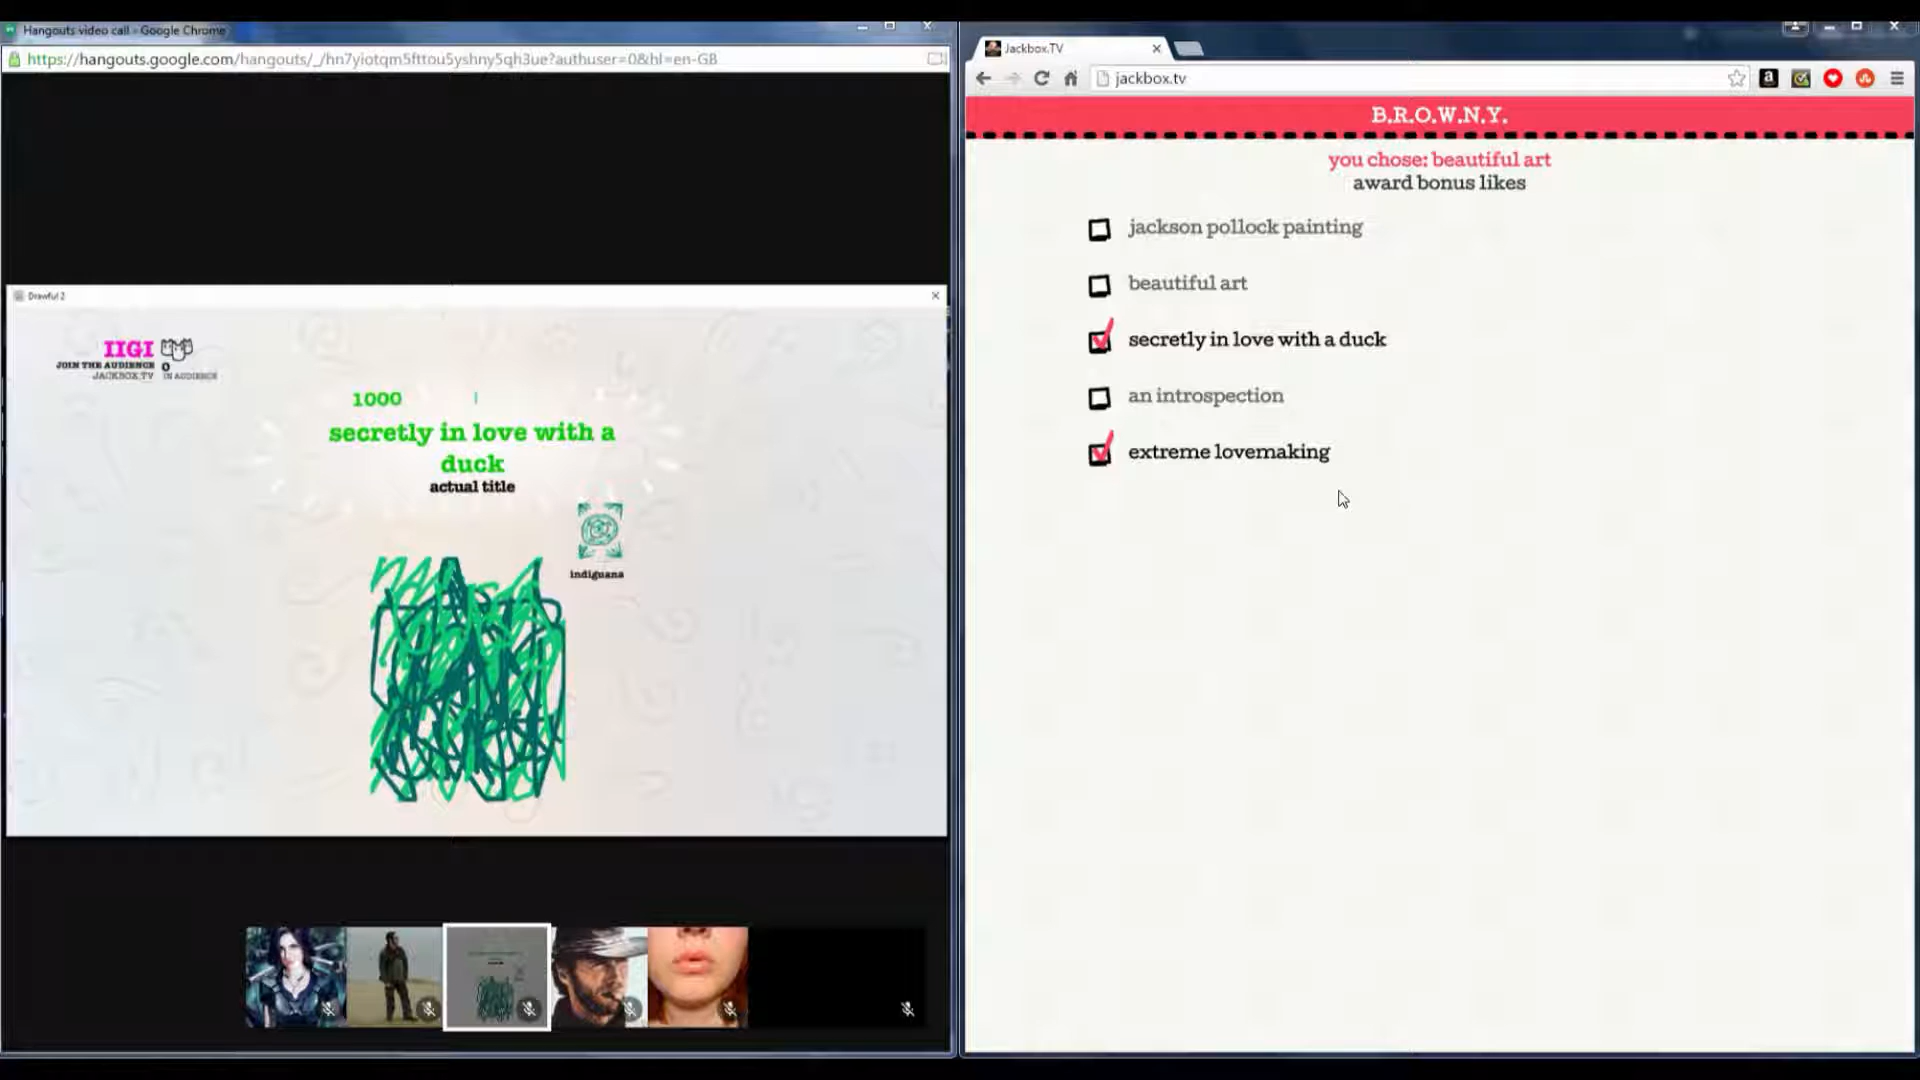 Hangouts video call - Google Chrome
https://hangouts.google.com/hangouts/_/hn7yiotqm5fttou5yshny5qh3ue?authuser=0&hl=en-GB
Drawful 2
IIGI
JOIN THE AUDIENCE
JACKBOX.TV
0
IN AUDIENCE
1000
secretly in love with a
duck
actual title
indiguana
Jackbox.TV
jackbox.tv
B.R.O.W.N.Y.
you chose: beautiful art
award bonus likes
jackson pollock painting
beautiful art
secretly in love with a duck
an introspection
extreme lovemaking